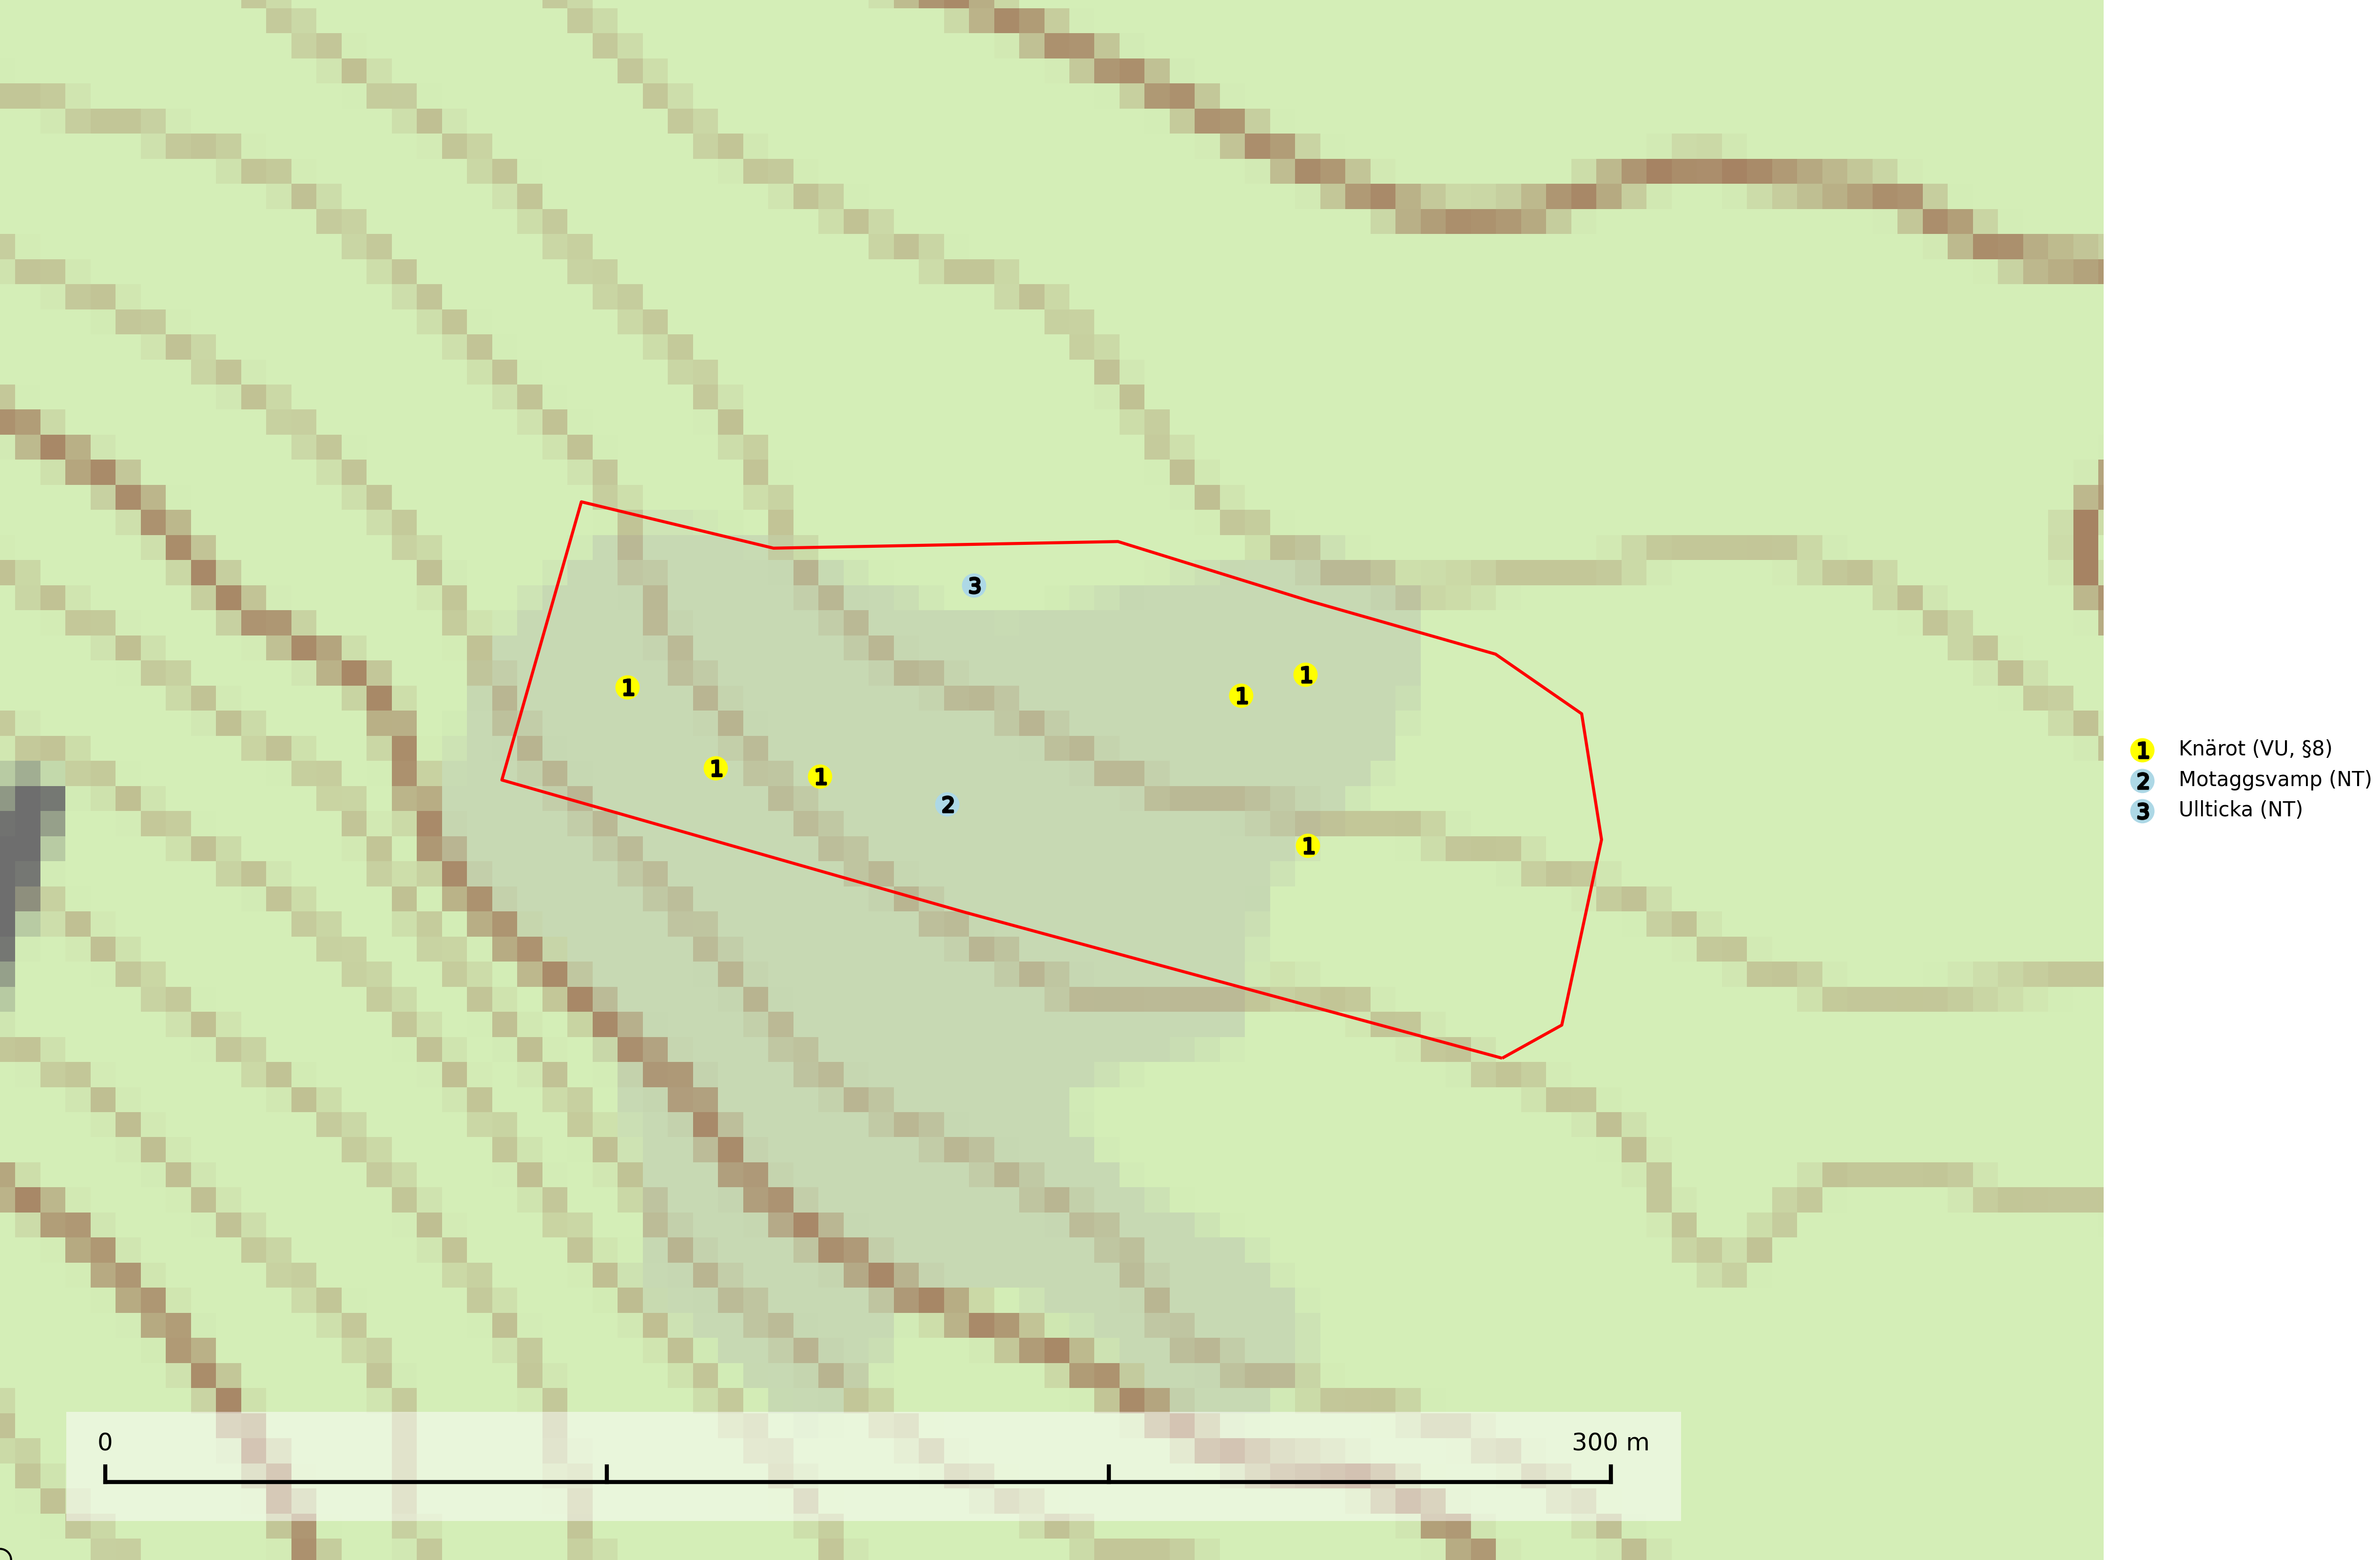 3
1
1
1
1
1
2
1
1 Knärot (VU, §8)
2 Motaggsvamp (NT)
3 Ullticka (NT)
0 300 m